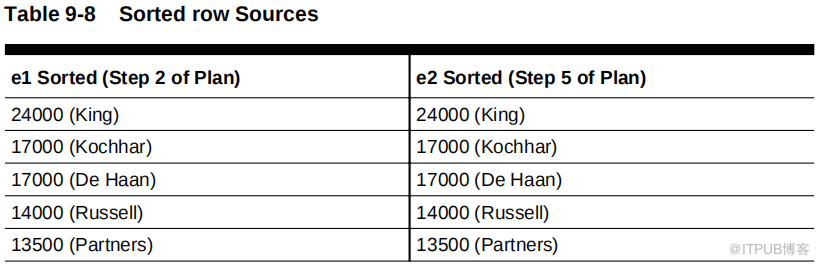 Table 9-8 Sorted row Sources
e1 Sorted (Step 2 of Plan) e2 Sorted (Step 5 of Plan)
24000 (King) 24000 (King)
17000 (Kochhar) 17000 (Kochhar)
17000 (De Haan) 17000 (De Haan)
14000 (Russell) 14000 (Russell)
13500 (Partners) 13500 (Partners)
@ITPUB博客